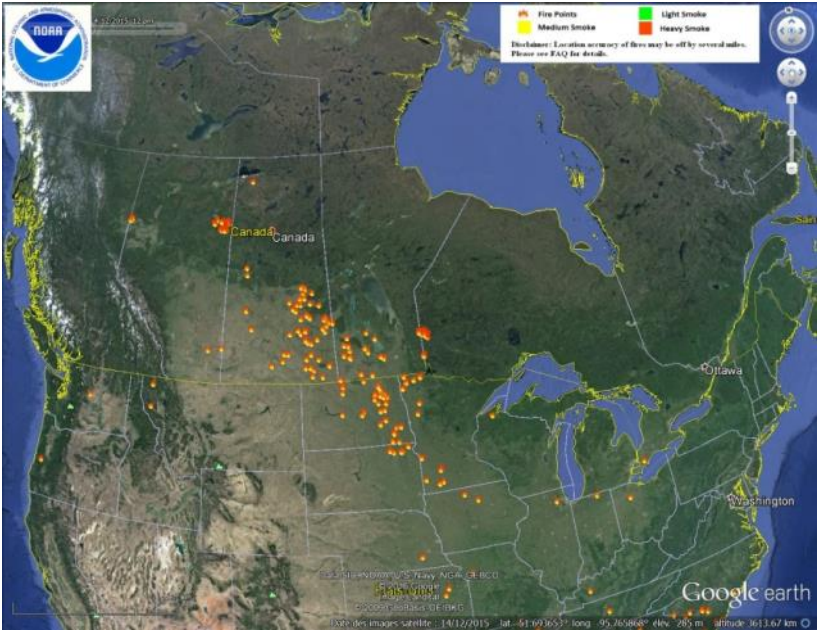 NOAA
Fire Points
Light Smoke
Medium Smoke
Heavy Smoke
Disclaimer: Location accuracy of fires may be off by several miles.
Please see FAQ for details.
Canada
Canada
Ottawa
Washington
Google earth
Date des images satellite : 14/12/2015 lat 51.693653° long -95.765868° élév. 285 m altitude 3613.67 km